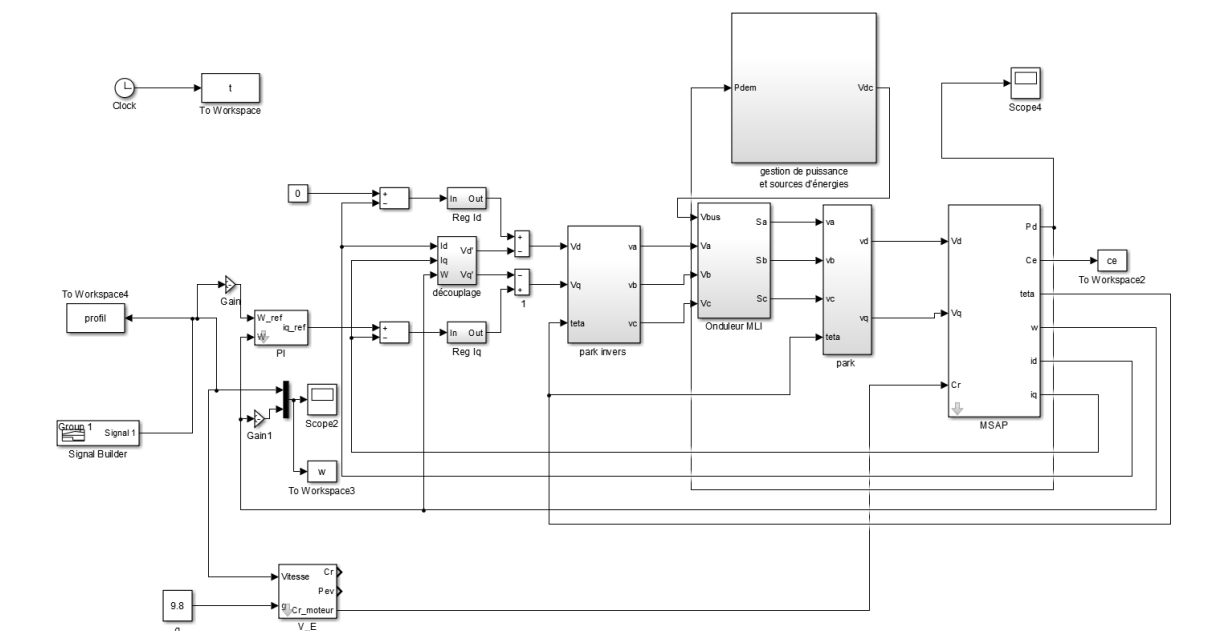 Clock
t
To Workspace
Scope4
Pdem
Vdc
gestion de puissance
et sources d'énergies
0
+
−
In Out
Reg Id
Id
Iq
W
Vd'
Vq'
découplage
+
−
−
+
1
Vd
Vq
teta
va
vb
vc
park invers
Vbus
Va
Vb
Vc
Sa
Sb
Sc
Onduleur MLI
va
vb
vc
teta
vd
vq
park
Vd
Vq
Cr
Pd
Ce
teta
w
id
iq
MSAP
ce
To Workspace2
To Workspace4
profil
Gain
W_ref
W
iq_ref
PI
+
−
In Out
Reg Iq
Group 1
Signal 1
Signal Builder
Gain1
Scope2
w
To Workspace3
9.8
Vitesse
g
Cr
Pev
Cr_moteur
V_E